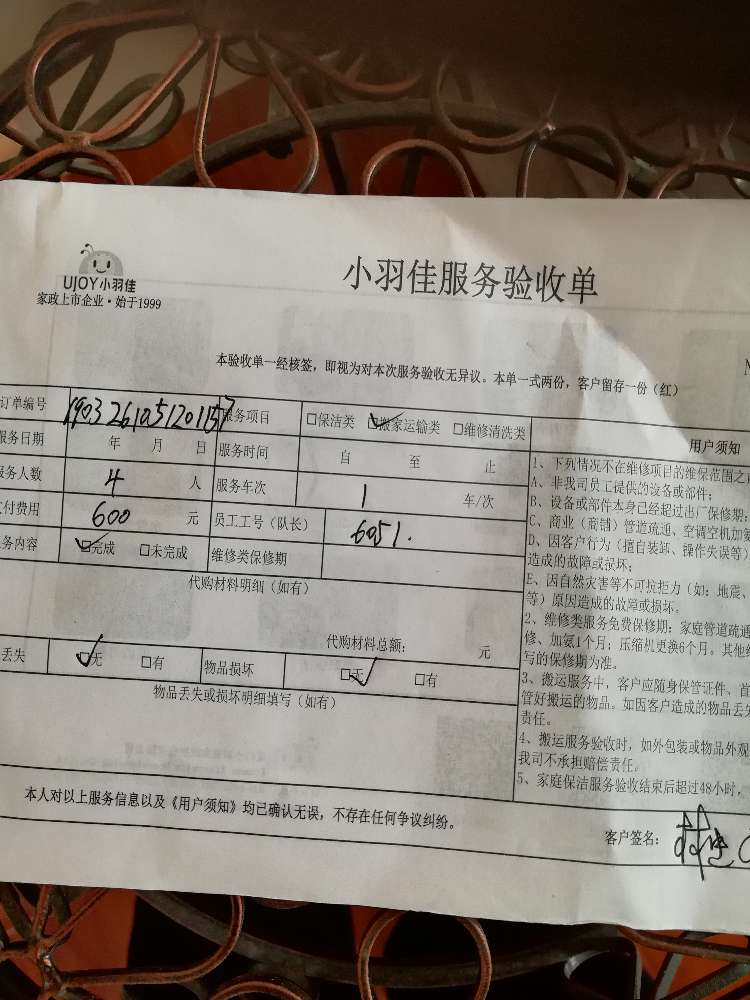 UJOY小羽佳
家政上市企业·始于1999
小羽佳服务验收单
本验收单一经核签，即视为对本次服务验收无异议。本单一式两份，客户留存一份（红）
订单编号 服务项目 □保洁类 □搬家运输类 □维修清洗类 用户须知
服务日期 年 月 日 服务时间 自 至 止
服务人数 4 人 服务车次 1 车/次
付费用 600 元 员工工号（队长） 6051.
务内容 □完成 □未完成 维修类保修期
代购材料明细（如有）
代购材料总额： 元
丢失 □无 □有 物品损坏 □无 □有
物品丢失或损坏明细填写（如有）
1、下列情况不在维修项目的维保范围之
A、非我司员工提供的设备或部件；
B、设备或部件本身已经超过出厂保修期；
C、商业（商铺）管道疏通、空调空机加氨
D、因客户行为（擅自装卸、操作失误等）
造成的故障或损坏；
E、因自然灾害等不可抗拒力（如：地震、
等）原因造成的故障或损坏。
2、维修类服务免费保修期：家庭管道疏通
修、加氨1个月；压缩机更换6个月。其他维
写的保修期为准。
3、搬运服务中，客户应随身保管证件、首
管好搬运的物品。如因客户造成的物品丢失
责任。
4、搬运服务验收时，如外包装或物品外观
我司不承担赔偿责任。
5、家庭保洁服务验收结束后超过48小时，
本人对以上服务信息以及《用户须知》均已确认无误，不存在任何争议纠纷。
客户签名：